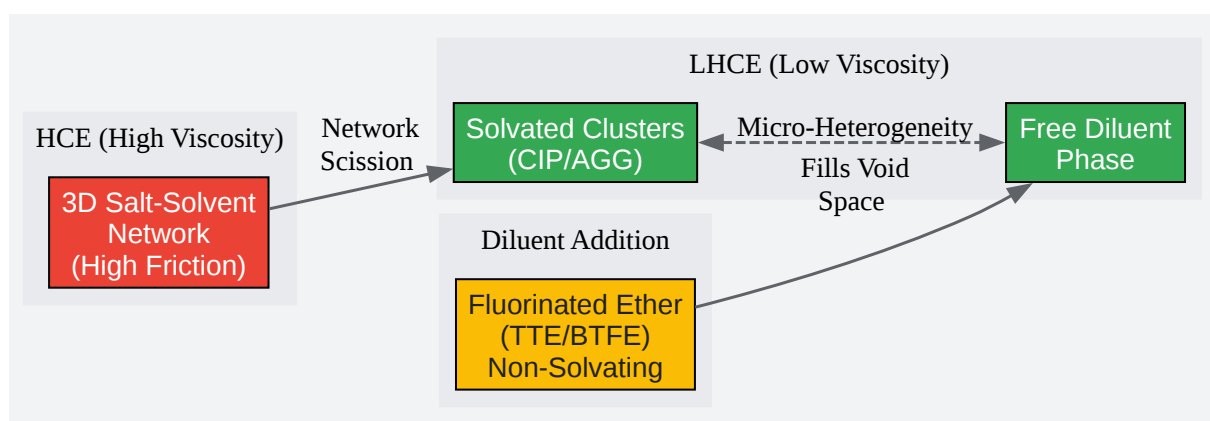 HCE (High Viscosity)
3D Salt-Solvent
Network
(High Friction)
Network
Scission
LHCE (Low Viscosity)
Solvated Clusters
(CIP/AGG)
Micro-Heterogeneity
Free Diluent
Phase
Fills Void
Space
Diluent Addition
Fluorinated Ether
(TTE/BTFE)
Non-Solvating